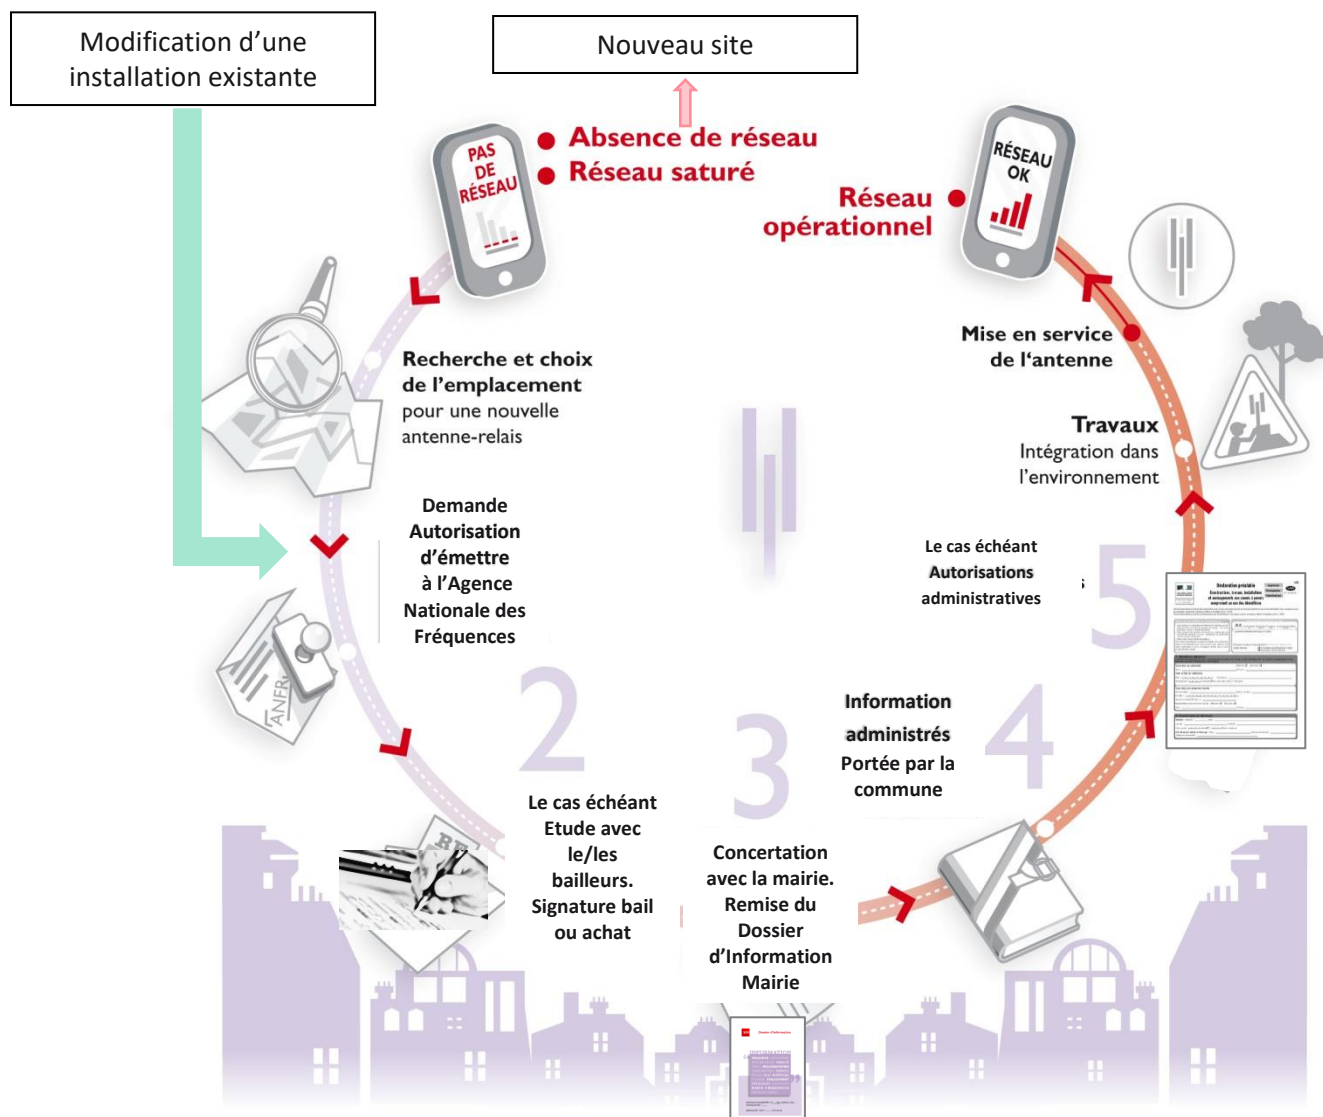 Modification d’une
installation existante
Nouveau site
PAS
DE
RÉSEAU
Absence de réseau
Réseau saturé
RÉSEAU
OK
Réseau
opérationnel
Mise en service
de l'antenne
Recherche et choix
de l’emplacement
pour une nouvelle
antenne-relais
Travaux
Intégration dans
l’environnement
Demande
Autorisation
d’émettre
à l’Agence
Nationale des
Fréquences
ANFR
Le cas échéant
Autorisations
administratives
5
Déclaration préalable
2
Le cas échéant
Etude avec
le/les
bailleurs.
Signature bail
ou achat
3
Concertation
avec la mairie.
Remise du
Dossier
d’Information
Mairie
4
Information
administrés
Portée par la
commune
Dossier d'Information